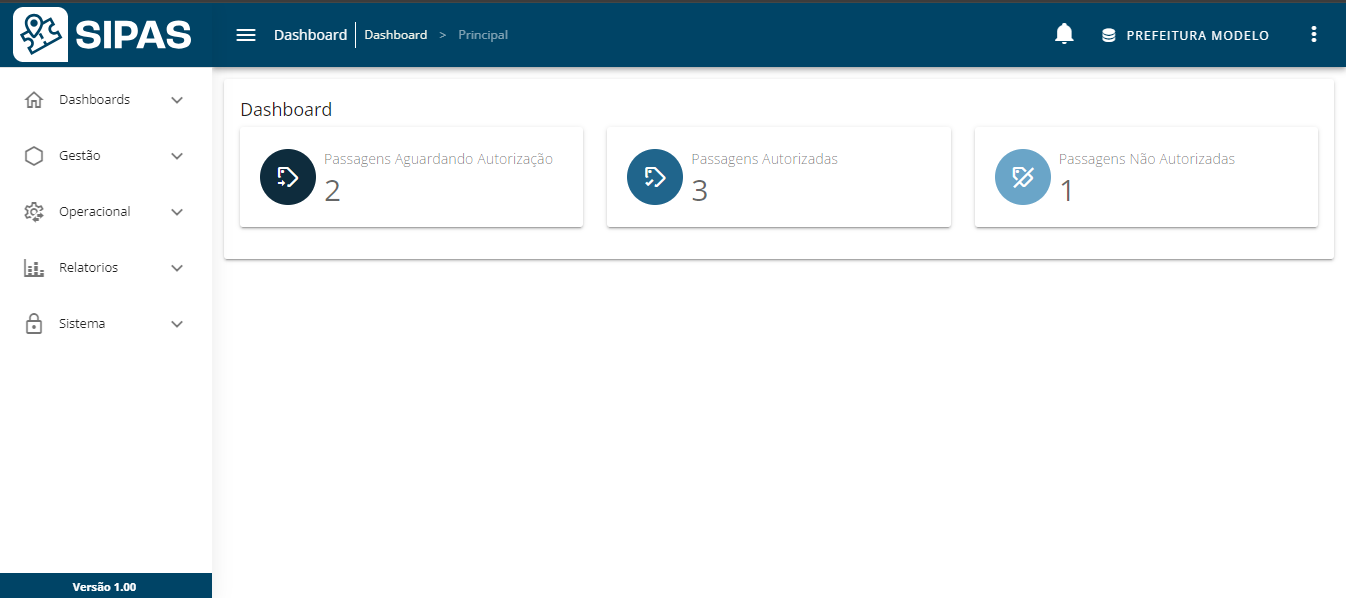 SIPAS
Dashboard Dashboard > Principal
PREFEITURA MODELO
Dashboards
Gestão
Operacional
Relatorios
Sistema
Versão 1.00
Dashboard
Passagens Aguardando Autorização
2
Passagens Autorizadas
3
Passagens Não Autorizadas
1